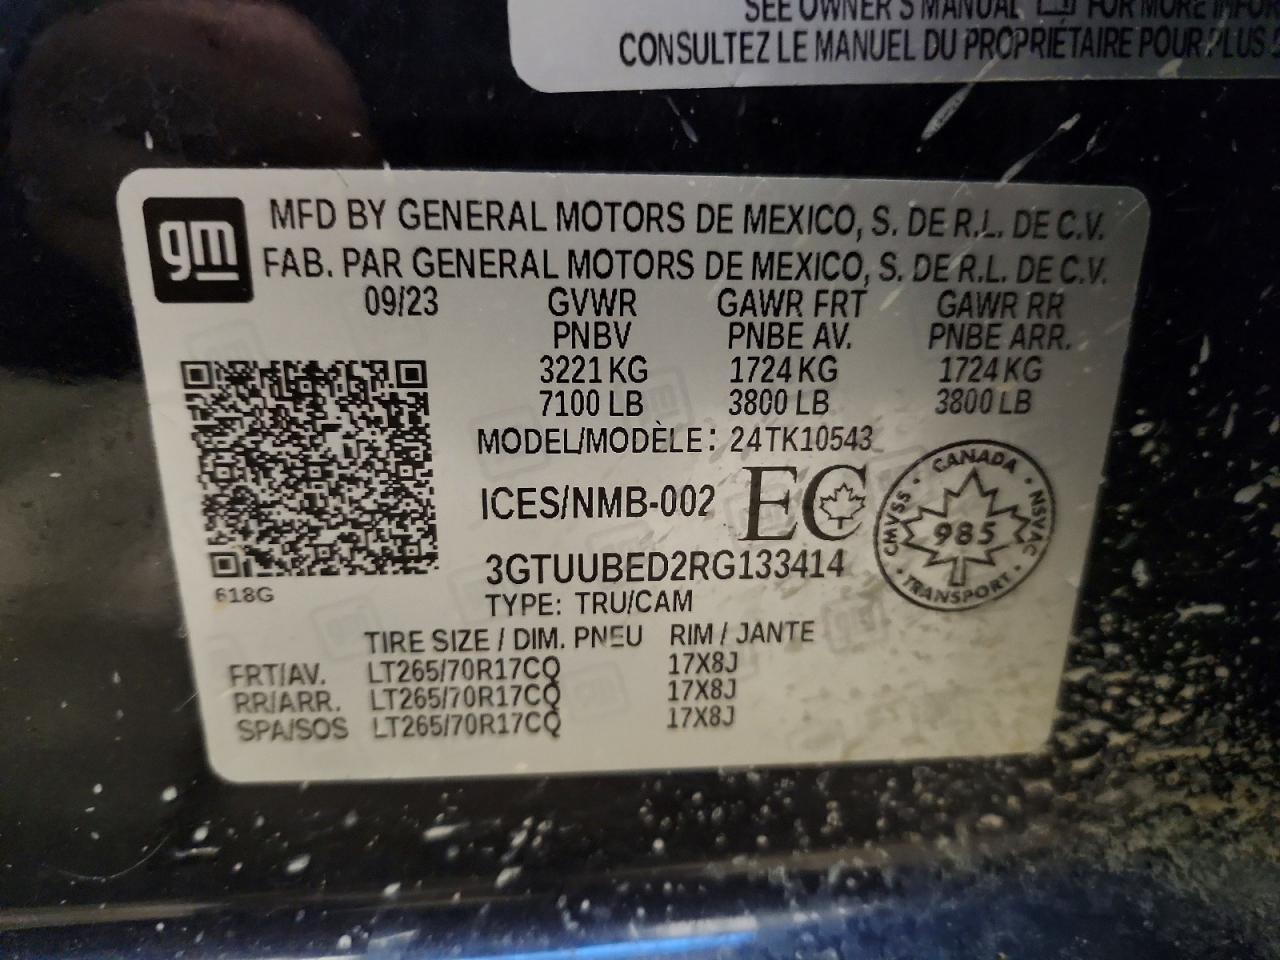 SEE OWNER'S MANUAL FOR MORE
CONSULTEZ LE MANUEL DU PROPRIÉTAIRE POUR PLUS
gm
MFD BY GENERAL MOTORS DE MEXICO, S. DE R.L. DE C.V.
FAB. PAR GENERAL MOTORS DE MEXICO, S. DE R.L. DE C.V.
09/23 GVWR GAWR FRT GAWR RR
PNBV PNBE AV. PNBE ARR.
3221 KG 1724 KG 1724 KG
7100 LB 3800 LB 3800 LB
MODEL/MODÈLE: 24TK10543
ICES/NMB-002 EC
CANADA
CMVSS 985 NSVAC
TRANSPORT
3GTUUBED2RG133414
618G
TYPE: TRU/CAM
TIRE SIZE / DIM. PNEU RIM / JANTE
FRT/AV. LT265/70R17CQ 17X8J
RR/ARR. LT265/70R17CQ 17X8J
SPA/SOS LT265/70R17CQ 17X8J